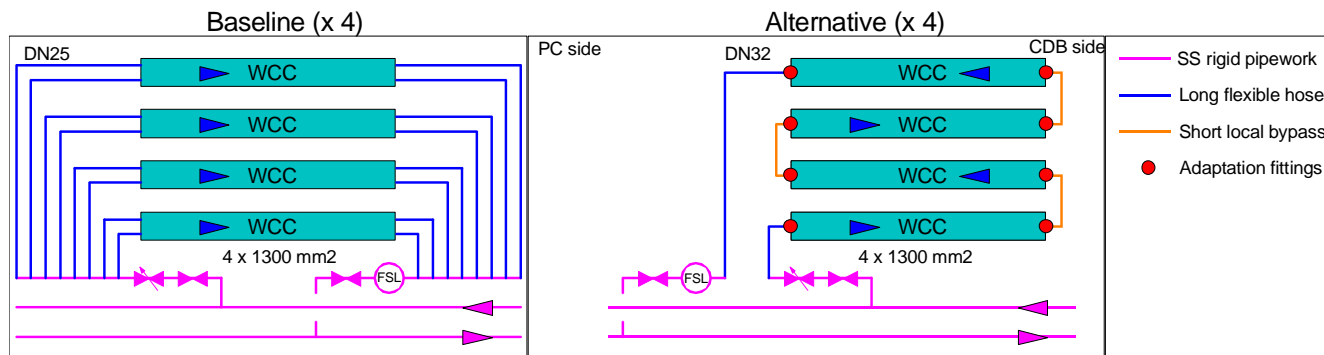 Baseline (x 4)
DN25
WCC
WCC
WCC
WCC
4 x 1300 mm2
FSL
Alternative (x 4)
PC side
DN32
CDB side
WCC
WCC
WCC
WCC
4 x 1300 mm2
FSL
SS rigid pipework
Long flexible hose
Short local bypass
Adaptation fittings